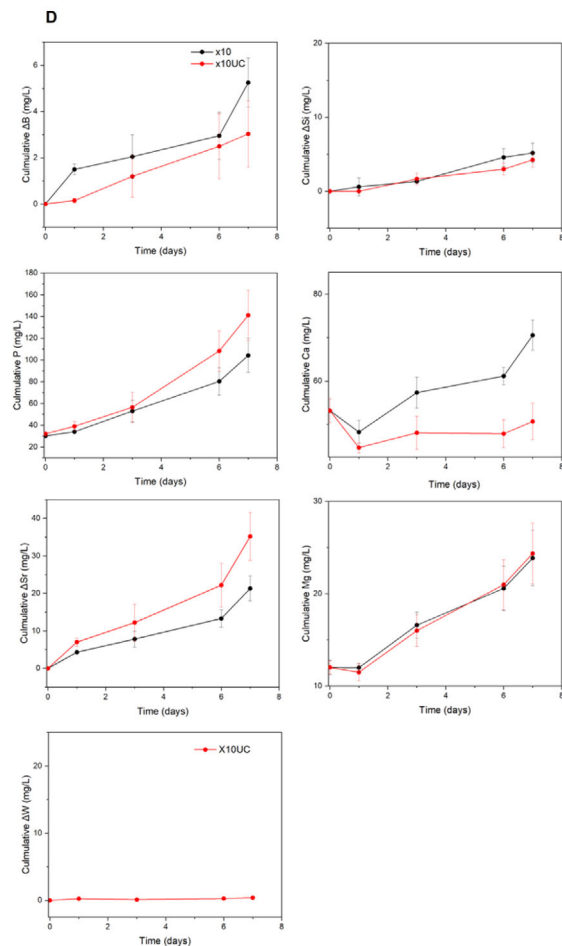 D
x10
x10UC
6
4
2
0
Culmulative ΔB (mg/L)
0 2 4 6 8
Time (days)
20
10
0
Culmulative ΔSi (mg/L)
0 2 4 6 8
Time (days)
180
160
140
120
100
80
60
40
20
Culmulative P (mg/L)
0 2 4 6 8
Time (days)
80
60
Culmulative Ca (mg/L)
0 2 4 6 8
Time (days)
40
30
20
10
0
Culmulative ΔSr (mg/L)
0 2 4 6 8
Time (days)
30
20
10
Culmulative Mg (mg/L)
0 2 4 6 8
Time (days)
X10UC
20
10
0
Culmulative ΔW (mg/L)
0 2 4 6 8
Time (days)